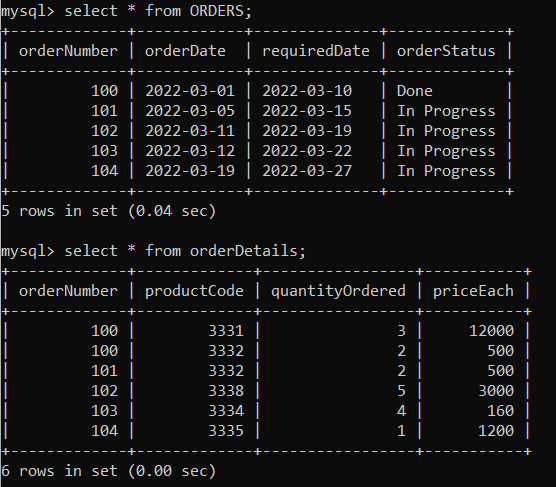 mysql> select * from ORDERS;
+-------------+------------+--------------+-------------+
| orderNumber | orderDate  | requiredDate | orderStatus |
+-------------+------------+--------------+-------------+
|         100 | 2022-03-01 | 2022-03-10   | Done        |
|         101 | 2022-03-05 | 2022-03-15   | In Progress |
|         102 | 2022-03-11 | 2022-03-19   | In Progress |
|         103 | 2022-03-12 | 2022-03-22   | In Progress |
|         104 | 2022-03-19 | 2022-03-27   | In Progress |
+-------------+------------+--------------+-------------+
5 rows in set (0.04 sec)

mysql> select * from orderDetails;
+-------------+-------------+-----------------+-----------+
| orderNumber | productCode | quantityOrdered | priceEach |
+-------------+-------------+-----------------+-----------+
|         100 |        3331 |               3 |     12000 |
|         100 |        3332 |               2 |       500 |
|         101 |        3332 |               2 |       500 |
|         102 |        3338 |               5 |      3000 |
|         103 |        3334 |               4 |       160 |
|         104 |        3335 |               1 |      1200 |
+-------------+-------------+-----------------+-----------+
6 rows in set (0.00 sec)